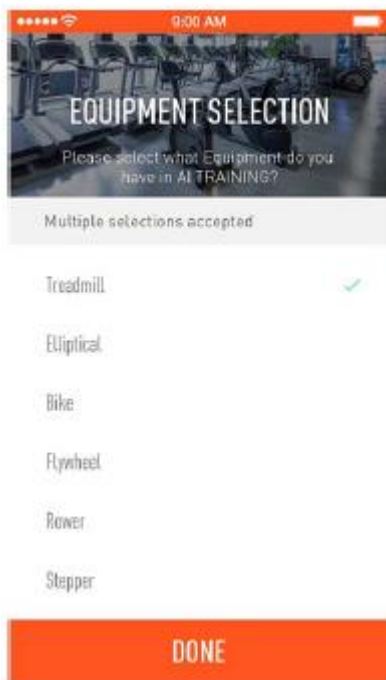 9:00 AM
EQUIPMENT SELECTION
Please select what Equipment do you
have in AI TRAINING?
Multiple selections accepted
Treadmill
Elliptical
Bike
Flywheel
Rower
Stepper
DONE